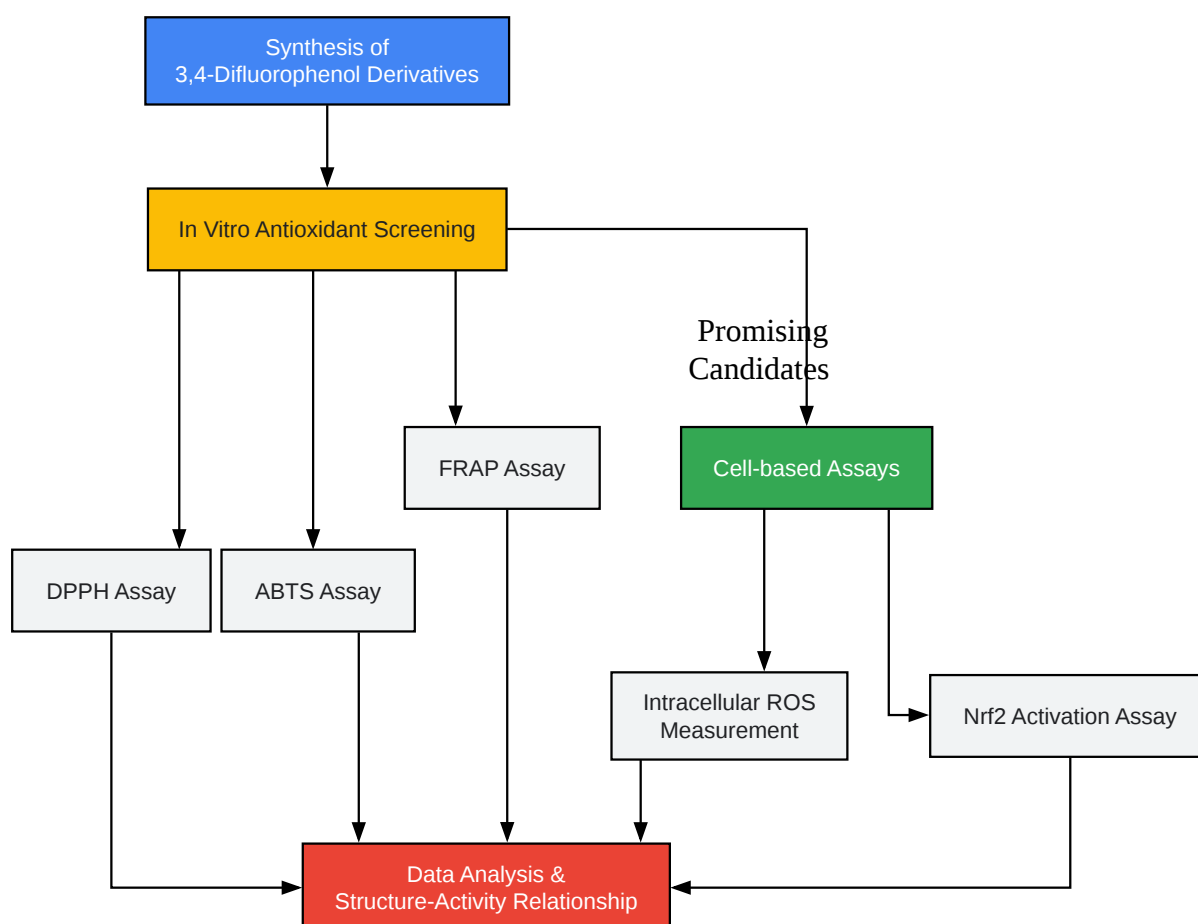 Synthesis of
3,4-Difluorophenol Derivatives
In Vitro Antioxidant Screening
Promising
Candidates
FRAP Assay
Cell-based Assays
DPPH Assay
ABTS Assay
Intracellular ROS
Measurement
Nrf2 Activation Assay
Data Analysis &
Structure-Activity Relationship